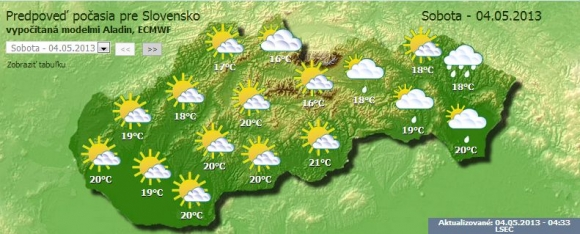 Predpoveď počasia pre Slovensko
Sobota - 04.05.2013
vypočítaná modelmi Aladin, ECMWF
Sobota - 04.05.2013 << >>
Zobraziť tabuľku
17°C
16°C
18°C
18°C
16°C
18°C
18°C
20°C
19°C
19°C
20°C
20°C
21°C
20°C
19°C
20°C
20°C
Aktualizované: 04.05.2013 - 04:33
LSEC